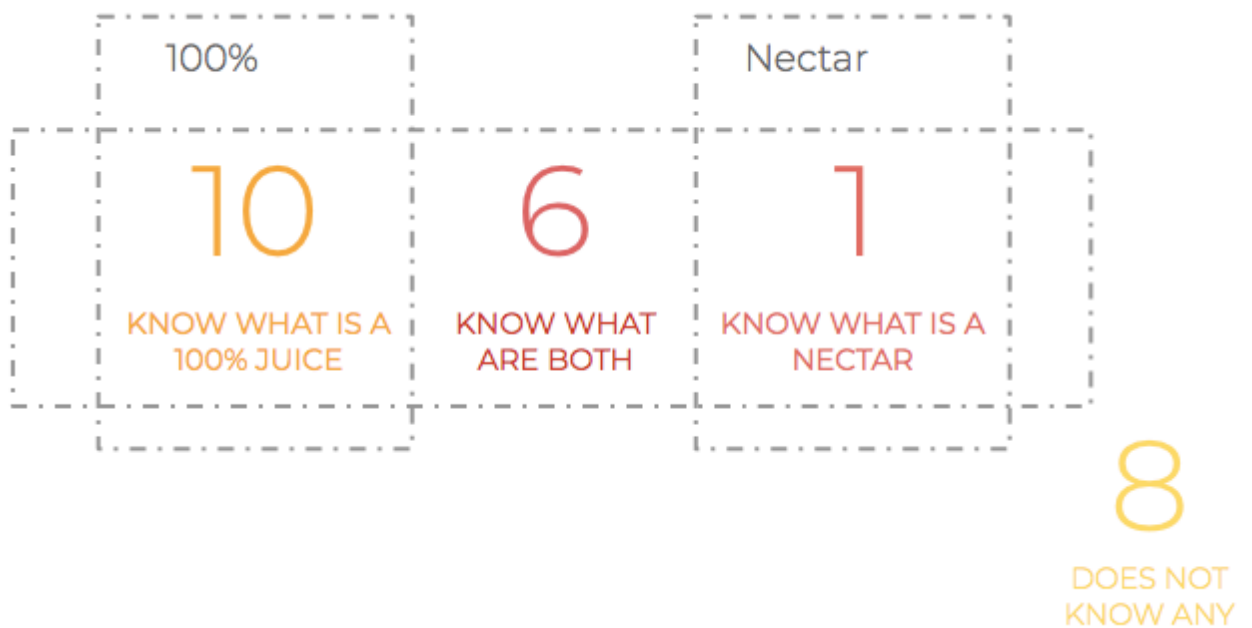 100%
Nectar
10
6
1
KNOW WHAT IS A
100% JUICE
KNOW WHAT
ARE BOTH
KNOW WHAT IS A
NECTAR
8
DOES NOT
KNOW ANY